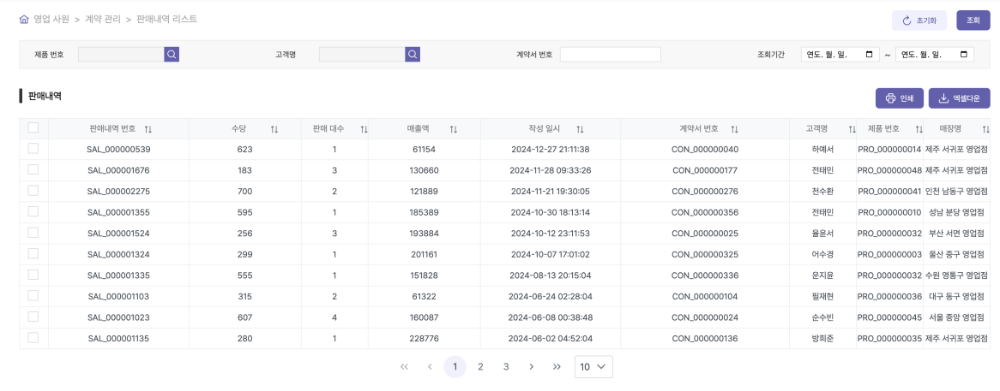 영업 사원 > 계약 관리 > 판매내역 리스트
초기화 조회
제품 번호 고객명 계약서 번호 조회기간 연도. 월. 일. ~ 연도. 월. 일.
판매내역
인쇄 엑셀다운
판매내역 번호 수당 판매 대수 매출액 작성 일시 계약서 번호 고객명 제품 번호 매장명
SAL_000000539 623 1 61154 2024-12-27 21:11:38 CON_000000040 하예서 PRO_000000014 제주 서귀포 영업점
SAL_000001676 183 3 130660 2024-11-28 09:33:26 CON_000000177 전태민 PRO_000000048 제주 서귀포 영업점
SAL_000002275 700 2 121889 2024-11-21 19:30:05 CON_000000276 천수환 PRO_000000041 인천 남동구 영업점
SAL_000001355 595 1 185389 2024-10-30 18:13:14 CON_000000356 전태민 PRO_000000010 성남 분당 영업점
SAL_000001524 256 3 193884 2024-10-12 23:11:53 CON_000000025 율윤서 PRO_000000032 부산 서면 영업점
SAL_000001324 299 1 201161 2024-10-07 17:01:02 CON_000000325 어수경 PRO_000000003 울산 중구 영업점
SAL_000001335 555 1 151828 2024-08-13 20:15:04 CON_000000336 운지윤 PRO_000000032 수원 영통구 영업점
SAL_000001103 315 2 61322 2024-06-24 02:28:04 CON_000000104 필재현 PRO_000000036 대구 동구 영업점
SAL_000001023 607 4 160087 2024-06-08 00:38:48 CON_000000024 순수빈 PRO_000000045 서울 중앙 영업점
SAL_000001135 280 1 228776 2024-06-02 04:52:04 CON_000000136 방희준 PRO_000000035 제주 서귀포 영업점
<< < 1 2 3 > >> 10